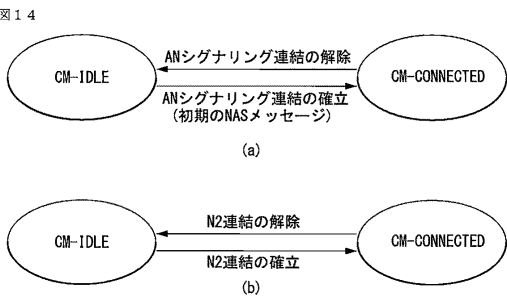 図14
ANシグナリング連結の解除
CM-IDLE
CM-CONNECTED
ANシグナリング連結の確立
(初期のNASメッセージ)
(a)
N2連結の解除
CM-IDLE
CM-CONNECTED
N2連結の確立
(b)